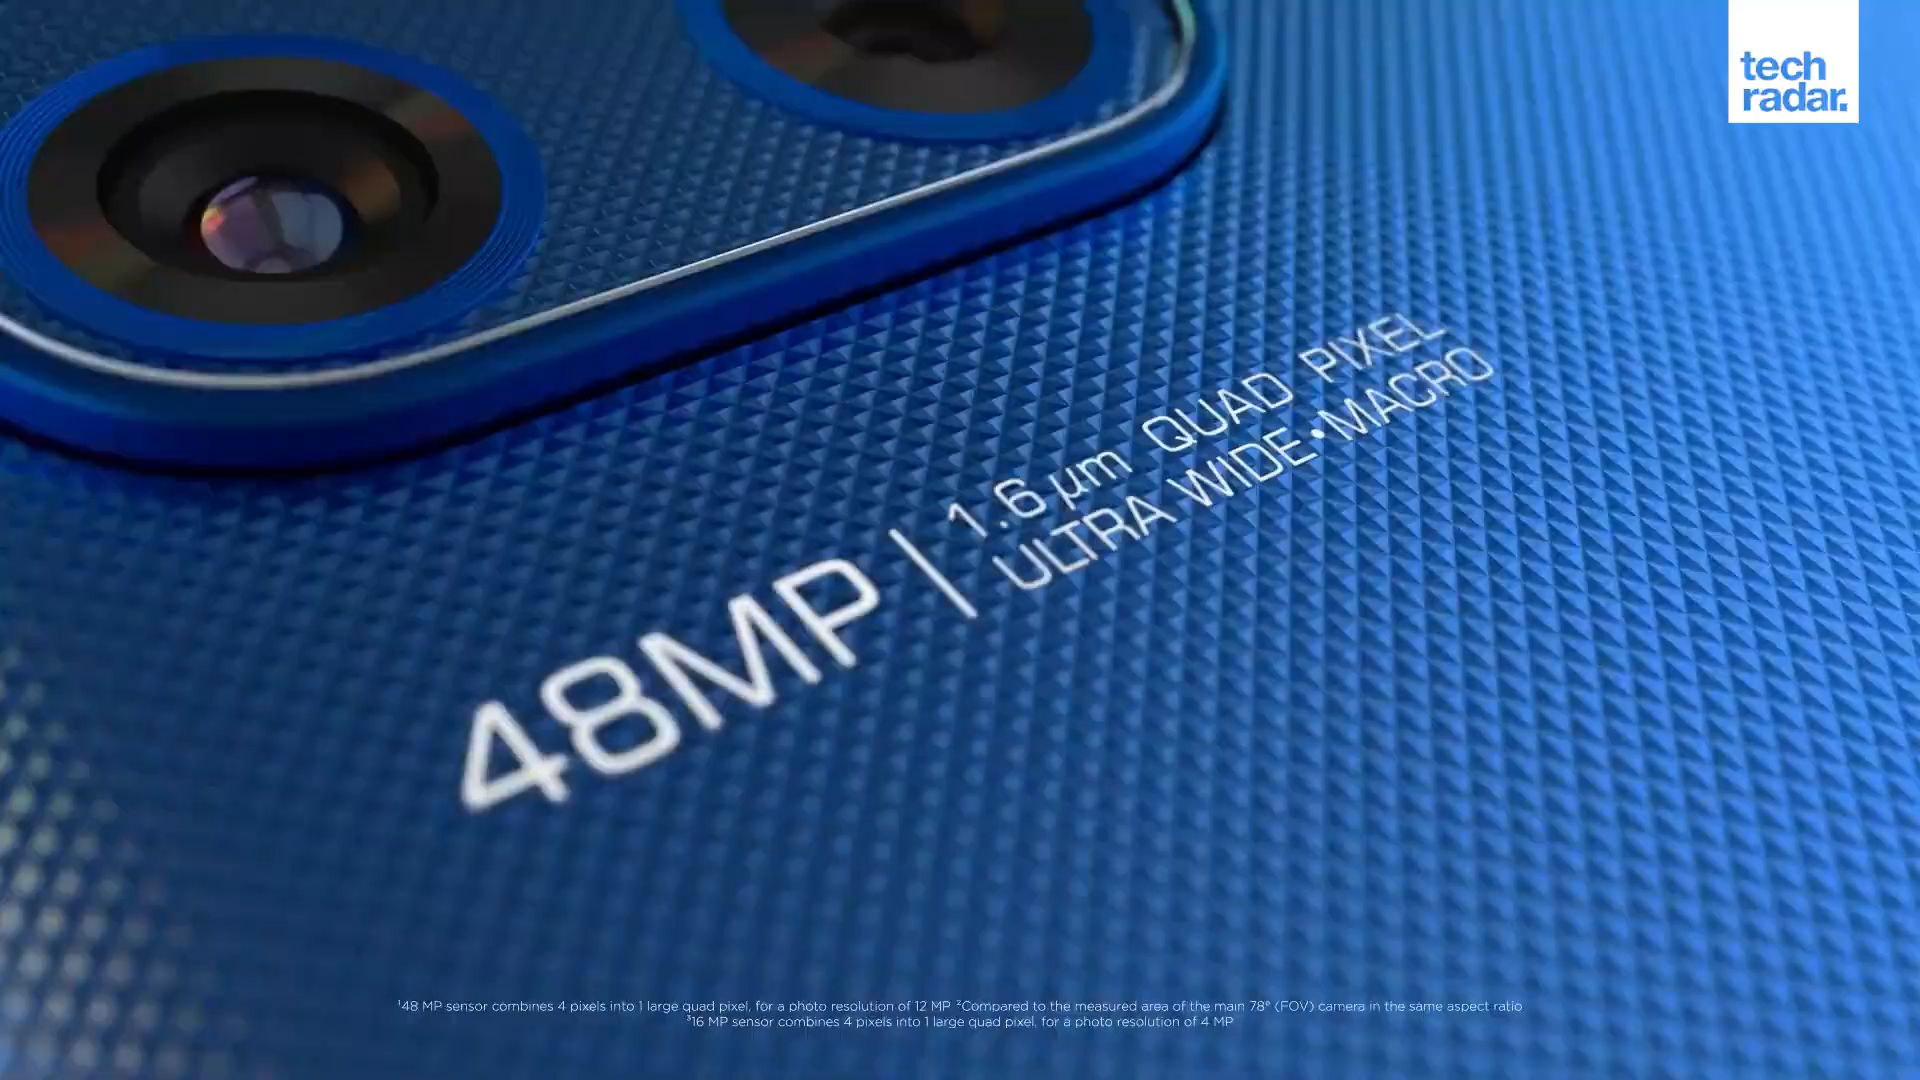 tech
radar.
1.6 µm QUAD PIXEL
ULTRA WIDE•MACRO
48MP
¹48 MP sensor combines 4 pixels into 1 large quad pixel, for a photo resolution of 12 MP ²Compared to the measured area of the main 78° (FOV) camera in the same aspect ratio
³16 MP sensor combines 4 pixels into 1 large quad pixel, for a photo resolution of 4 MP